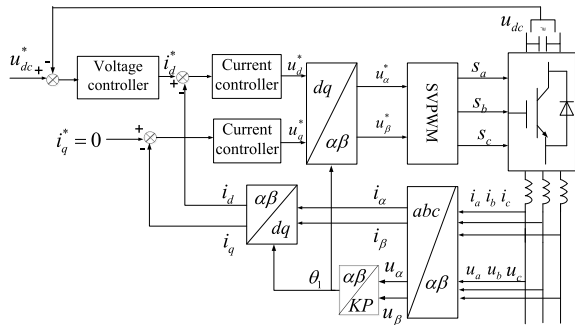 u_dc
u*_dc
+
-
Voltage controller
i*_d
+
-
Current controller
u*_d
dq
αβ
u*_α
u*_β
SVPWM
s_a
s_b
s_c
i*_q = 0
+
-
Current controller
u*_q
i_d
i_q
αβ
dq
i_α
i_β
abc
αβ
i_a i_b i_c
θ_1
αβ
KP
u_α
u_β
u_a u_b u_c